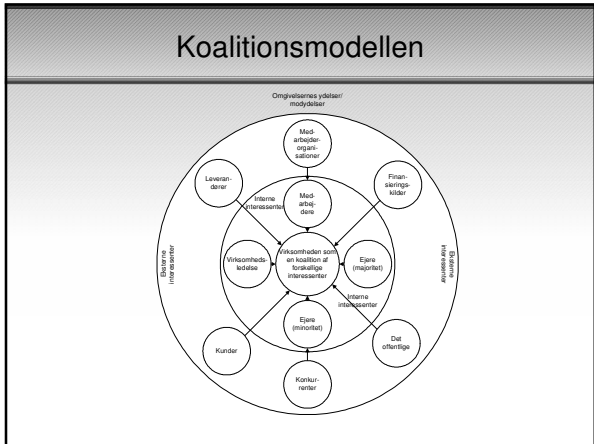 Koalitionsmodellen
Omgivelsernes ydelser/
modydelser
Med-
arbejder-
organi-
sationer
Leveran-
dører
Finan-
sierings-
kilder
Interne
interessenter
Med-
arbej-
dere
Eksterne
interessenter
Virksomheds-
ledelse
Virksomheden som
en koalition af
forskellige
interessenter
Ejere
(majoritet)
Eksterne
interessenter
Interne
interessenter
Ejere
(minoritet)
Kunder
Det
offentlige
Konkur-
renter